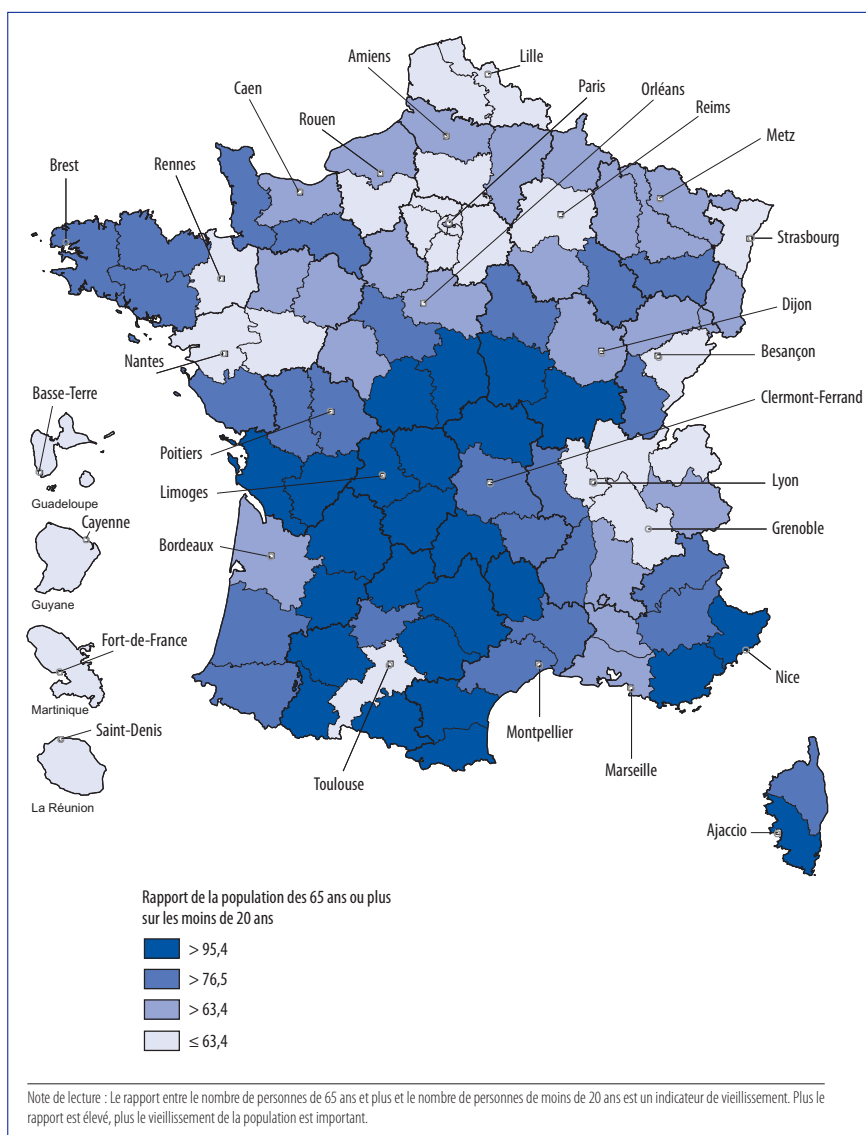 Lille
Amiens
Paris
Orléans
Caen
Rouen
Reims
Metz
Brest
Rennes
Strasbourg
Dijon
Nantes
Besançon
Basse-Terre
Clermont-Ferrand
Poitiers
Lyon
Limoges
Guadeloupe
Cayenne
Grenoble
Bordeaux
Guyane
Fort-de-France
Nice
Martinique
Saint-Denis
Montpellier
Marseille
Toulouse
La Réunion
Ajaccio
Rapport de la population des 65 ans ou plus
sur les moins de 20 ans
> 95,4
> 76,5
> 63,4
≤ 63,4
Note de lecture : Le rapport entre le nombre de personnes de 65 ans et plus et le nombre de personnes de moins de 20 ans est un indicateur de vieillissement. Plus le
rapport est élevé, plus le vieillissement de la population est important.